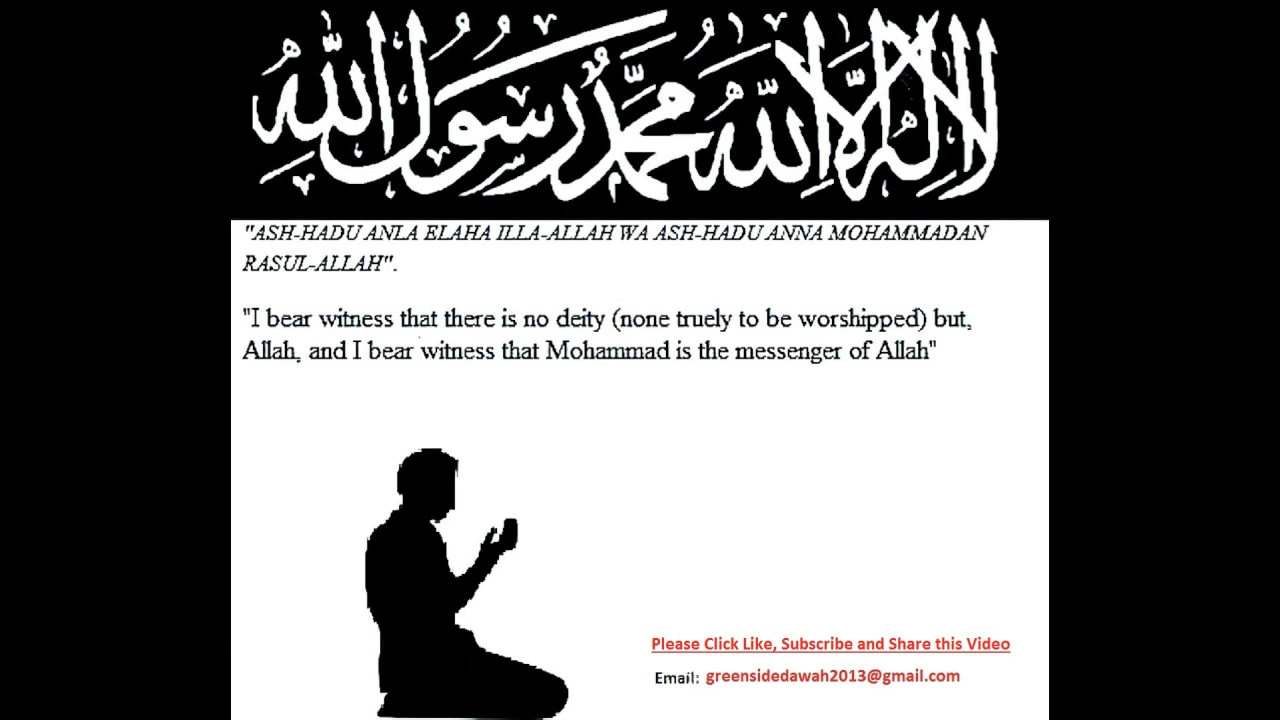 لا إله إلا الله محمد رسول الله
"ASH-HADU ANLA ELAHA ILLA-ALLAH WA ASH-HADU ANNA MOHAMMADAN
RASUL-ALLAH".
"I bear witness that there is no deity (none truely to be worshipped) but,
Allah, and I bear witness that Mohammad is the messenger of Allah"
Please Click Like, Subscribe and Share this Video
Email: greensidedawah2013@gmail.com